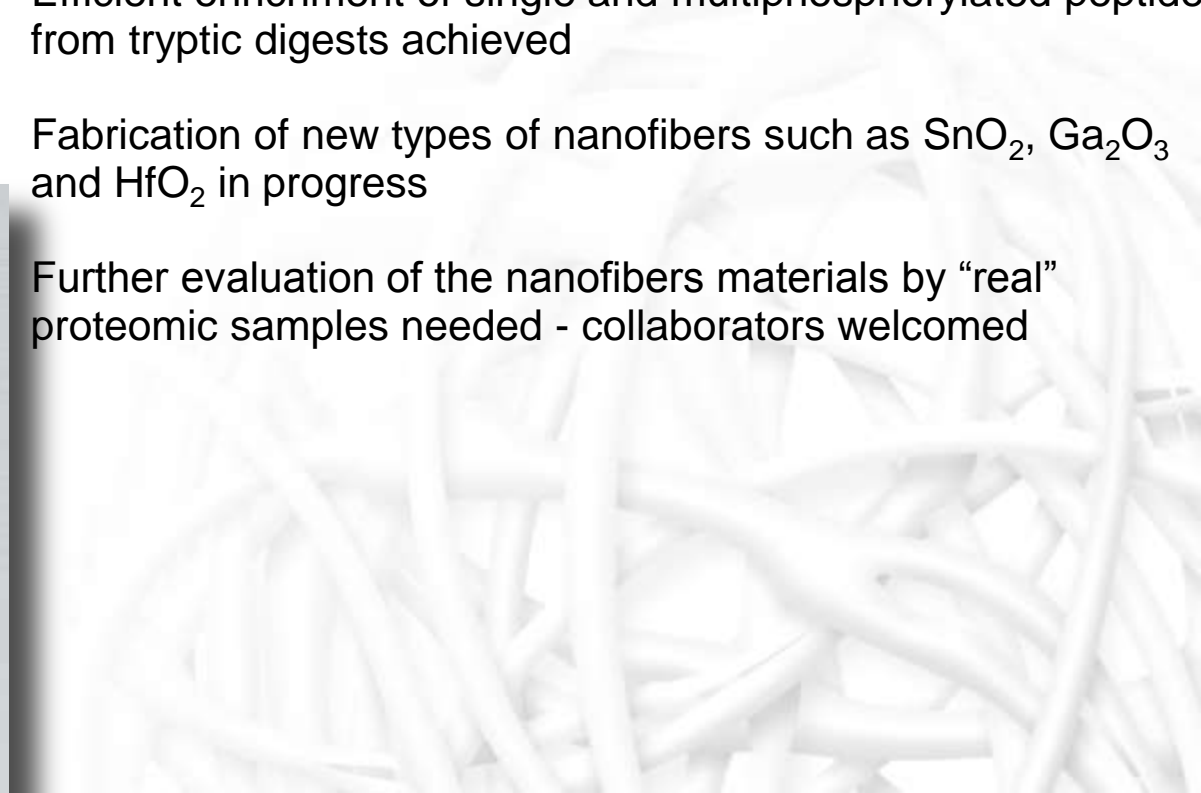 Efficient enrichment of single and multiphosphorylated peptide
from tryptic digests achieved
Fabrication of new types of nanofibers such as SnO₂, Ga₂O₃
and HfO₂ in progress
Further evaluation of the nanofibers materials by “real”
proteomic samples needed - collaborators welcomed